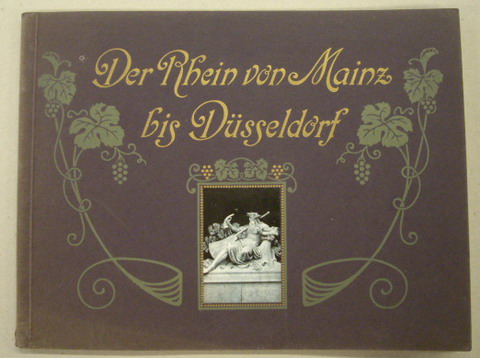 Der Rhein von Mainz
bis Düsseldorf